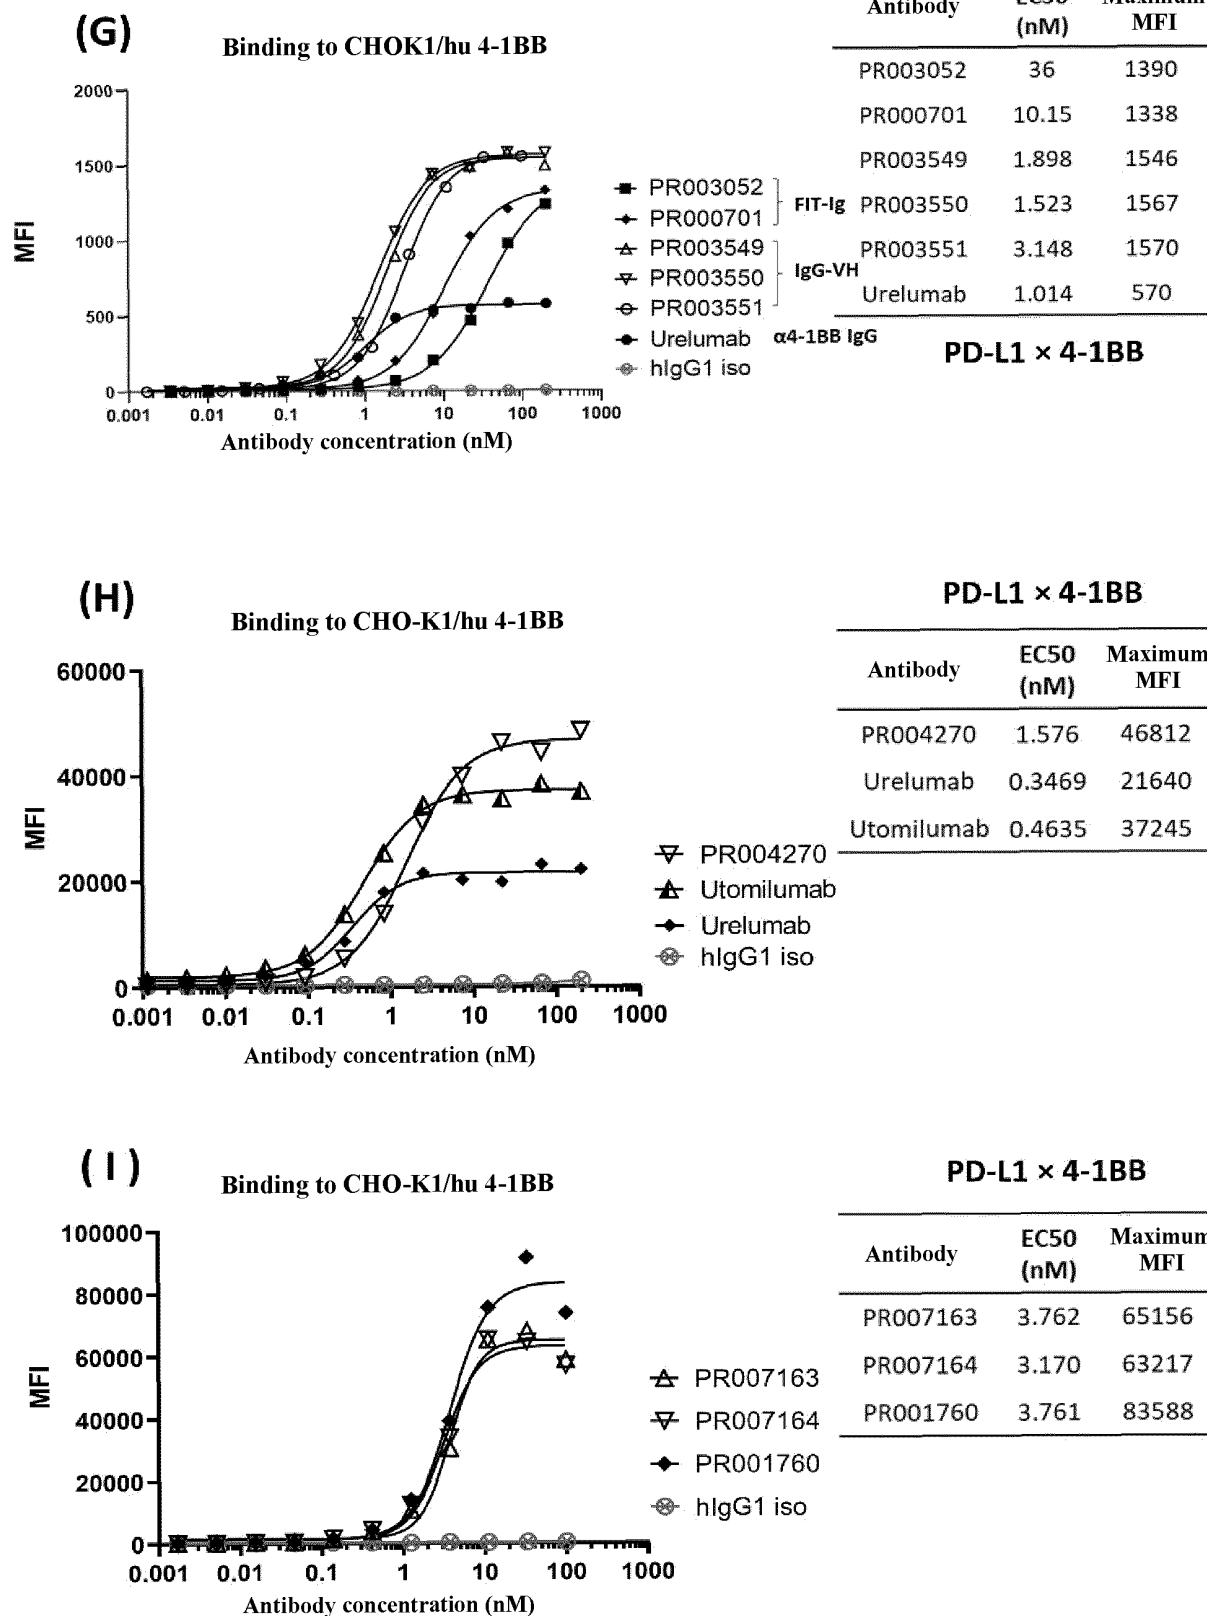 (G)
Binding to CHOK1/hu 4-1BB
Antibody EC50 Maximum
(nM) MFI
PR003052 36 1390
PR000701 10.15 1338
PR003549 1.898 1546
PR003550 1.523 1567
PR003551 3.148 1570
Urelumab 1.014 570
PD-L1 × 4-1BB
MFI
2000
1500
1000
500
0
0.001 0.01 0.1 1 10 100 1000
Antibody concentration (nM)
PR003052
PR000701
FIT-Ig
PR003549
PR003550
PR003551
IgG-VH
Urelumab α4-1BB IgG
hIgG1 iso
(H)
Binding to CHO-K1/hu 4-1BB
MFI
60000
40000
20000
0
0.001 0.01 0.1 1 10 100 1000
Antibody concentration (nM)
PR004270
Utomilumab
Urelumab
hIgG1 iso
PD-L1 × 4-1BB
Antibody EC50 Maximum
(nM) MFI
PR004270 1.576 46812
Urelumab 0.3469 21640
Utomilumab 0.4635 37245
(I)
Binding to CHO-K1/hu 4-1BB
MFI
100000
80000
60000
40000
20000
0
0.001 0.01 0.1 1 10 100 1000
Antibody concentration (nM)
PR007163
PR007164
PR001760
hIgG1 iso
PD-L1 × 4-1BB
Antibody EC50 Maximum
(nM) MFI
PR007163 3.762 65156
PR007164 3.170 63217
PR001760 3.761 83588